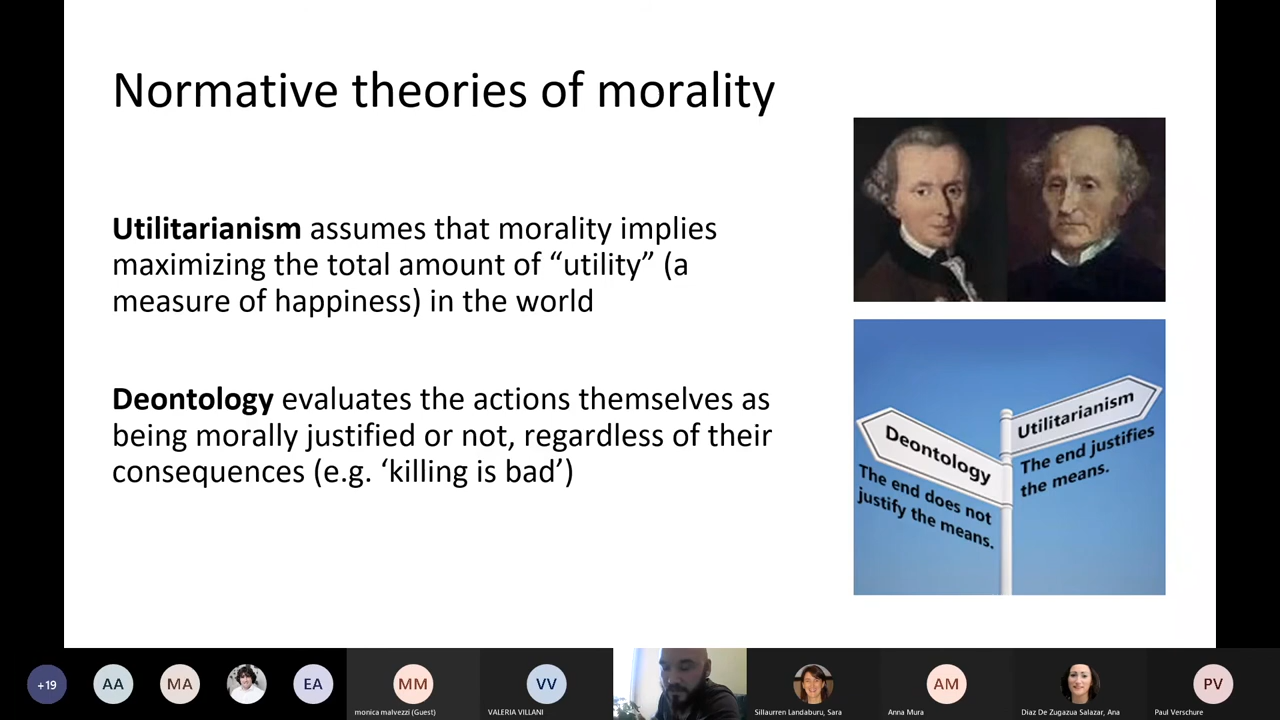 Normative theories of morality
Utilitarianism assumes that morality implies
maximizing the total amount of “utility” (a
measure of happiness) in the world
Deontology evaluates the actions themselves as
being morally justified or not, regardless of their
consequences (e.g. ‘killing is bad’)
Deontology
The end does not
justify the means.
Utilitarianism
The end justifies
the means.
+19
AA
MA
EA
MM
monica malvezzi (Guest)
VV
VALERIA VILLANI
Sillaurren Landaburu, Sara
AM
Anna Mura
Diaz De Zugazua Salazar, Ana
PV
Paul Verschure